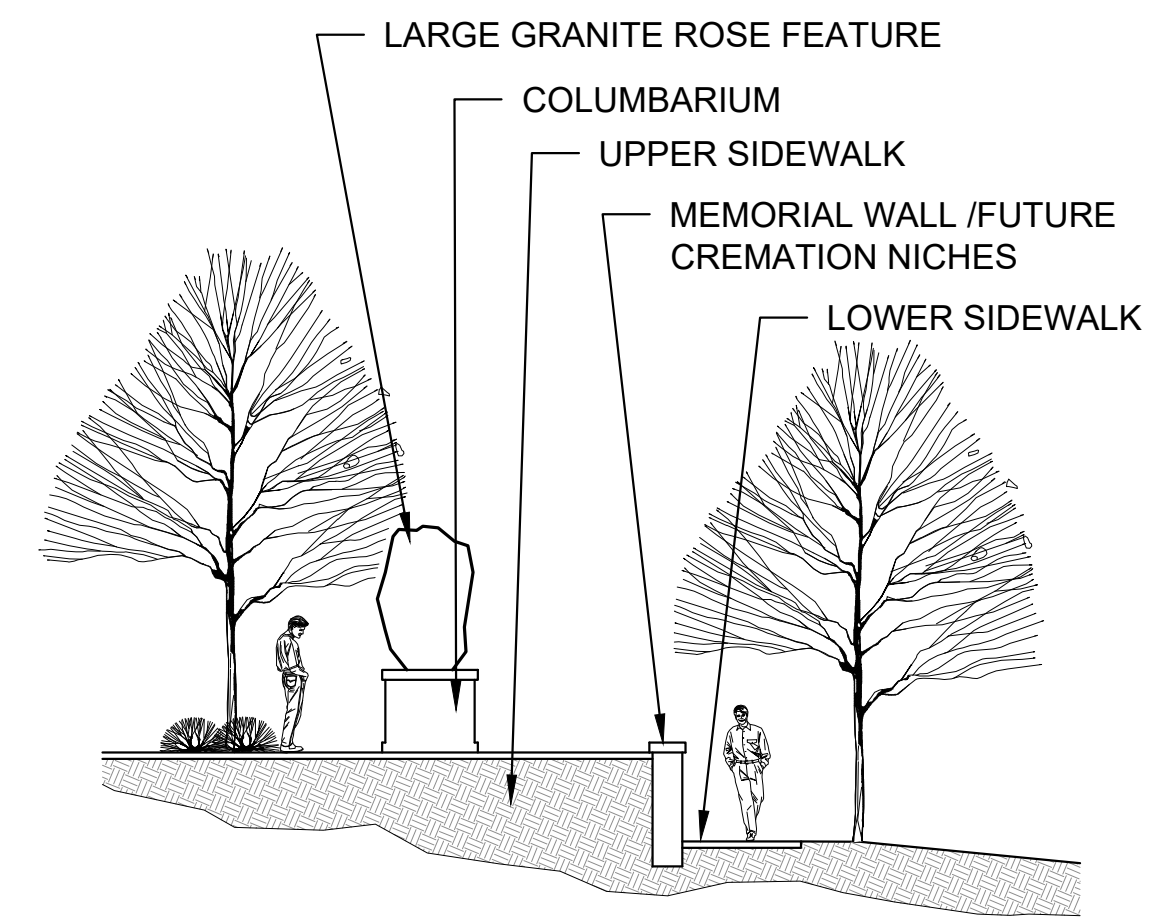 LARGE GRANITE ROSE FEATURE
COLUMBARIUM
UPPER SIDEWALK
MEMORIAL WALL /FUTURE
CREMATION NICHES
LOWER SIDEWALK